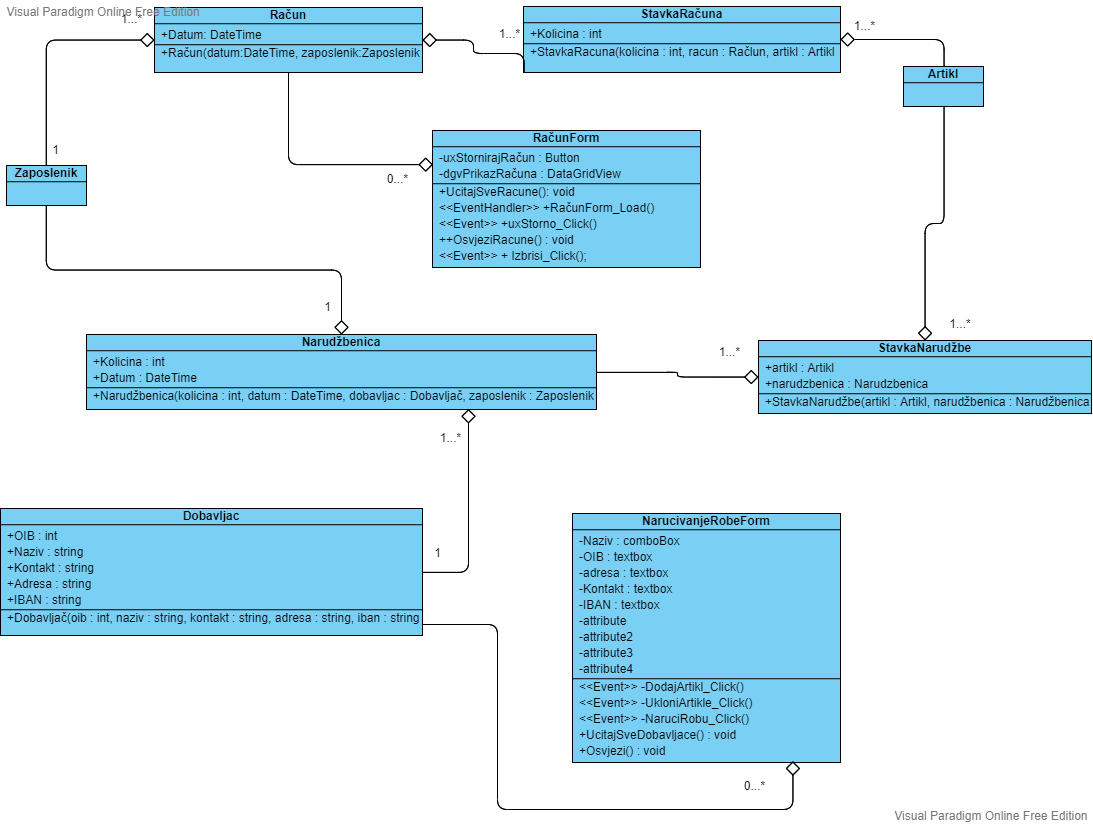 Visual Paradigm Online Free Edition
Račun
+Datum: DateTime
+Račun(datum:DateTime, zaposlenik:Zaposlenik
1...*
StavkaRačuna
+Kolicina : int
+StavkaRacuna(kolicina : int, racun : Račlun, artikl : Artikl
1...*
1...*
Artikl
RačunForm
-uxStornirajRačun : Button
-dgvPrikazRačuna : DataGridView
+UcitajSveRacune(): void
<<EventHandler>> +RačunForm_Load()
<<Event>> +uxStorno_Click()
++OsvjeziRacune() : void
<<Event>> + Izbrisi_Click();
0...*
1
Zaposlenik
1
Narudžbenica
+Kolicina : int
+Datum : DateTime
+Narudžbenica(kolicina : int, datum : DateTime, dobavljac : Dobavljač, zaposlenik : Zaposlenik
1...*
1...*
StavkaNarudžbe
+artikl : Artikl
+narudzbenica : Narudzbenica
+StavkaNarudžbe(artikl : Artikl, narudžbenica : Narudžbenica
1...*
Dobavljac
+OIB : int
+Naziv : string
+Kontakt : string
+Adresa : string
+IBAN : string
+Dobavljač(oib : int, naziv : string, kontakt : string, adresa : string, iban : string
1
NarucivanjeRobeForm
-Naziv : comboBox
-OIB : textbox
-adresa : textbox
-Kontakt : textbox
-IBAN : textbox
-attribute
-attribute2
-attribute3
-attribute4
<<Event>> -DodajArtikl_Click()
<<Event>> -UkloniArtikle_Click()
<<Event>> -NaruciRobu_Click()
+UcitajSveDobavljace() : void
+Osvjezi() : void
0...*
Visual Paradigm Online Free Edition